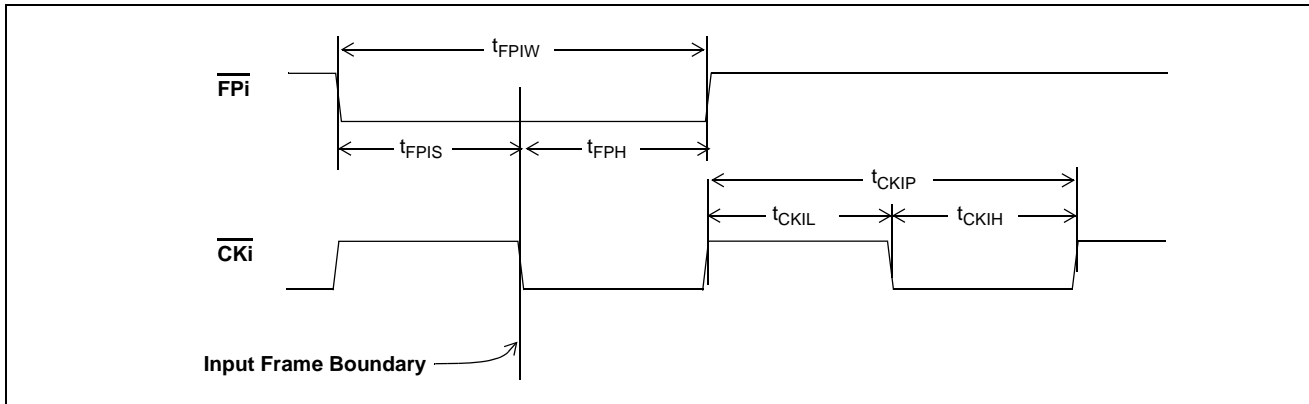 tFPIW
FPi
tFPIS
tFPH
tCKIP
tCKIL
tCKIH
CKi
Input Frame Boundary